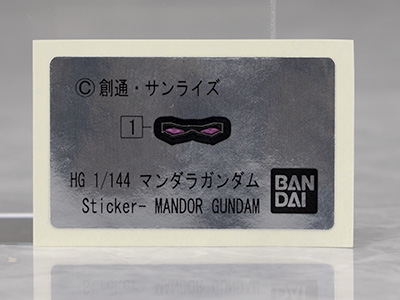 ©創通・サンライズ
1
HG 1/144 マンダラガンダム
Sticker- MANDOR GUNDAM
BAN
DAI